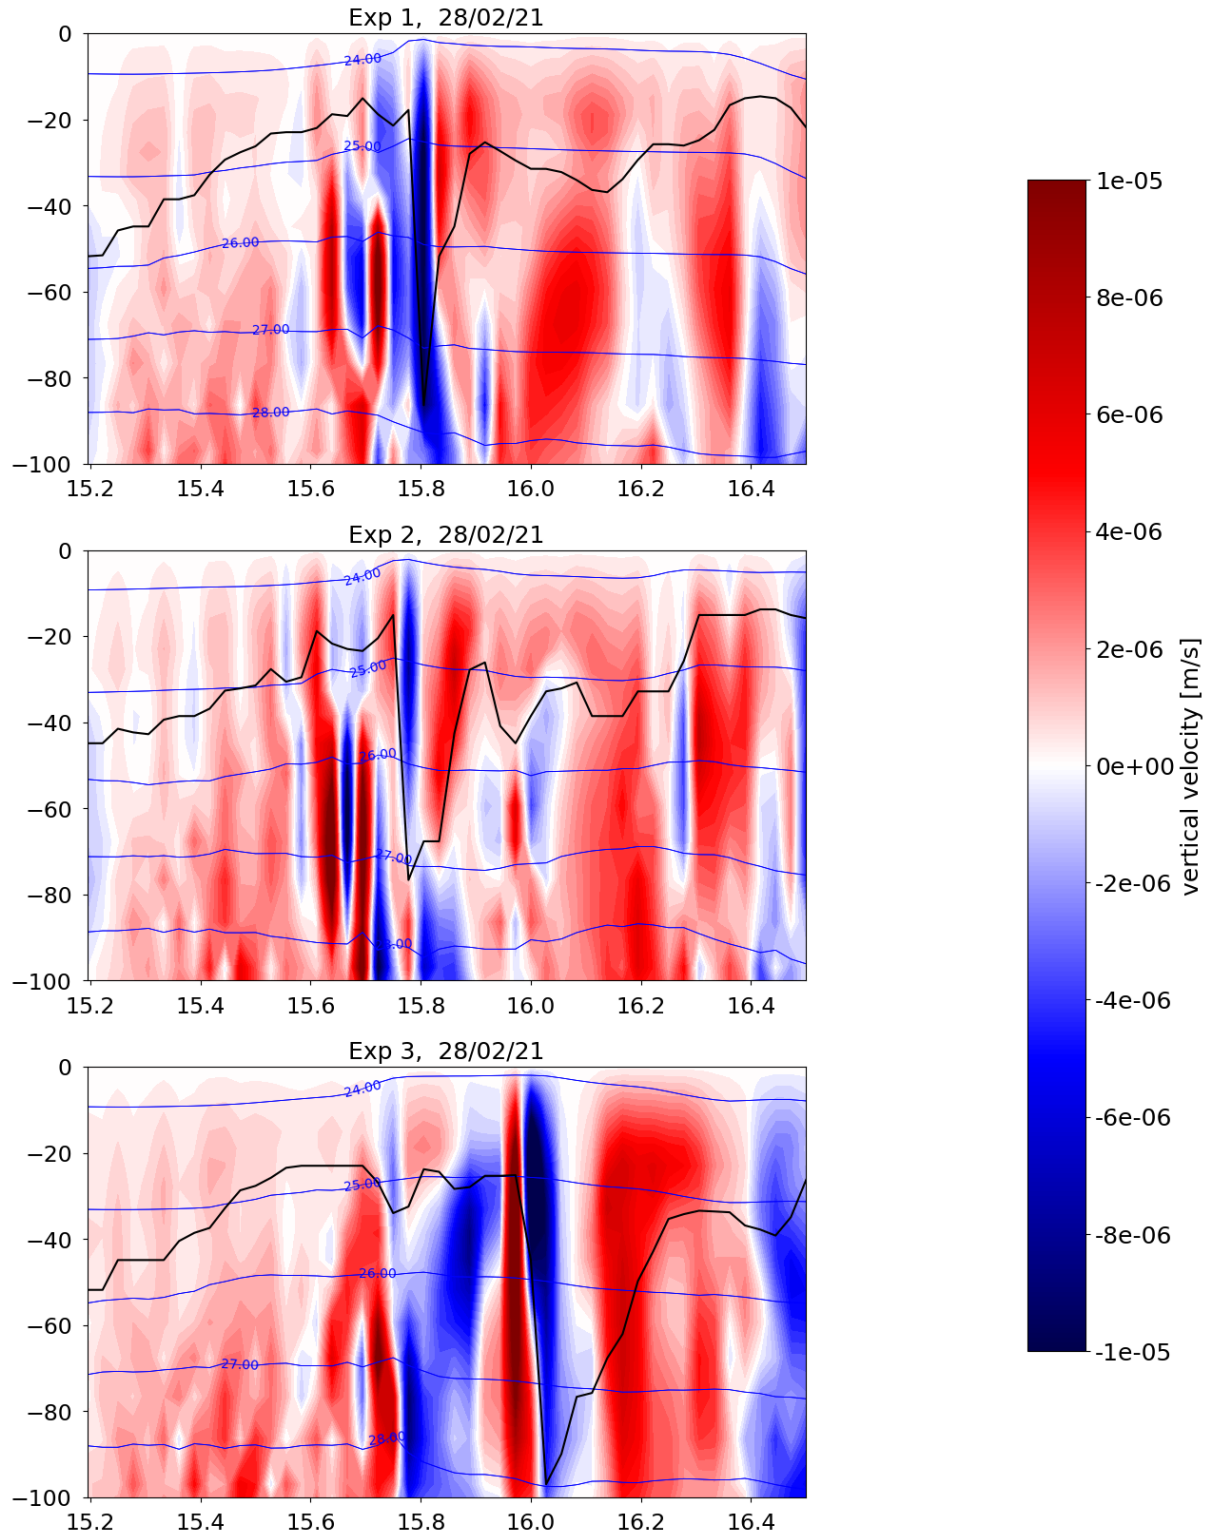 Exp 1,  28/02/21
0
−20
−40
−60
−80
−100
24.00
25.00
26.00
27.00
28.00
15.2 15.4 15.6 15.8 16.0 16.2 16.4
Exp 2,  28/02/21
0
−20
−40
−60
−80
−100
24.00
25.00
26.00
27.00
28.00
15.2 15.4 15.6 15.8 16.0 16.2 16.4
Exp 3,  28/02/21
0
−20
−40
−60
−80
−100
24.00
25.00
26.00
27.00
28.00
15.2 15.4 15.6 15.8 16.0 16.2 16.4
1e-05
8e-06
6e-06
4e-06
2e-06
0e+00
-2e-06
-4e-06
-6e-06
-8e-06
-1e-05
vertical velocity [m/s]